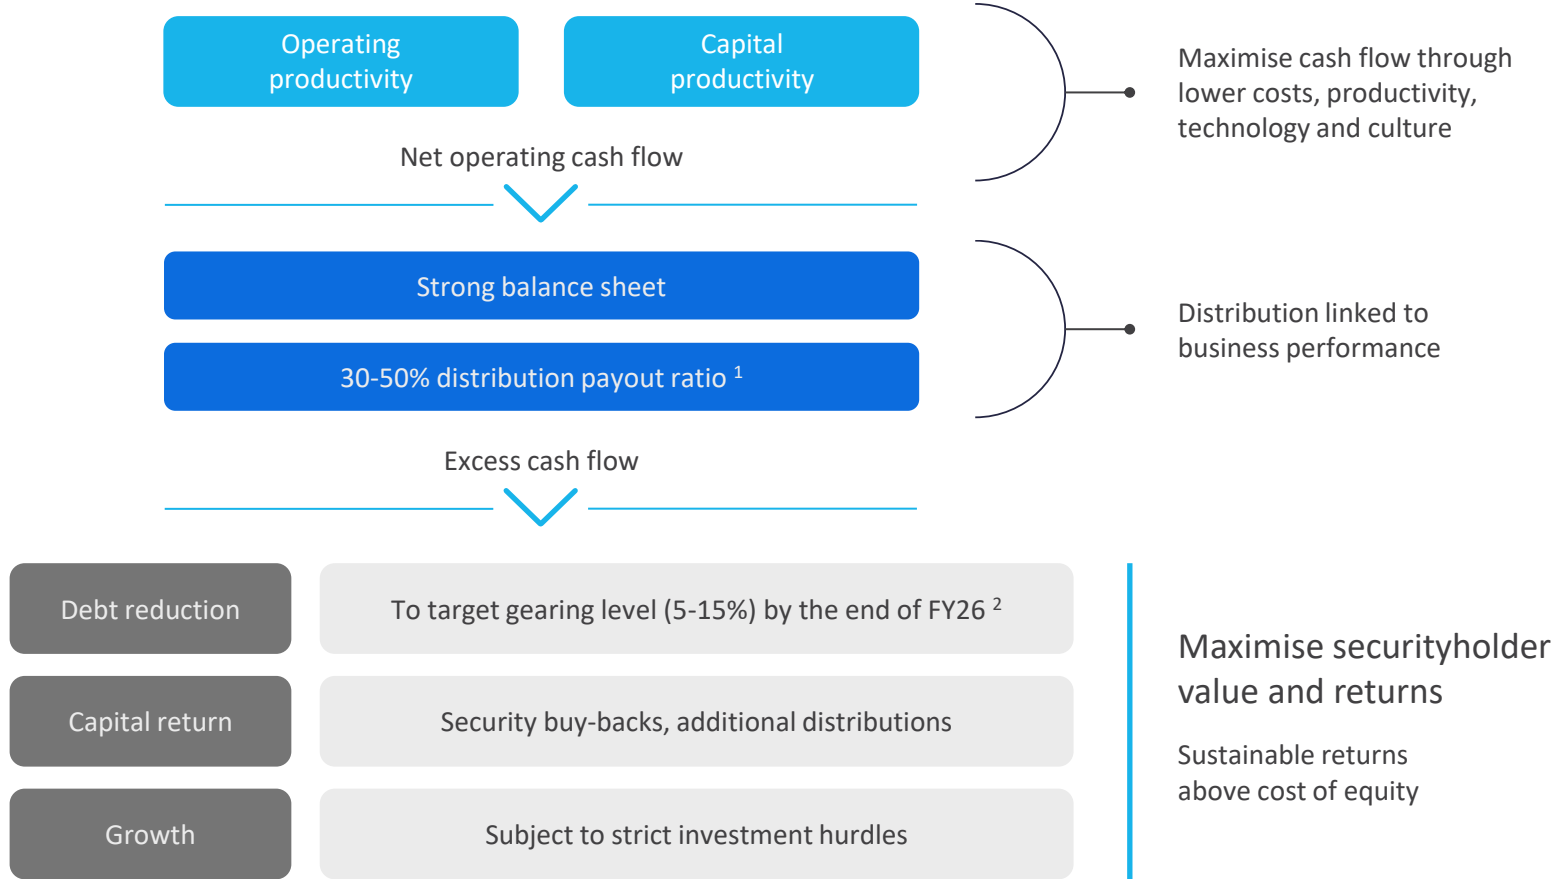 Operating
productivity
Capital
productivity
Maximise cash flow through
lower costs, productivity,
technology and culture
Net operating cash flow
Strong balance sheet
30-50% distribution payout ratio 1
Distribution linked to
business performance
Excess cash flow
Debt reduction
To target gearing level (5-15%) by the end of FY26 2
Capital return
Security buy-backs, additional distributions
Growth
Subject to strict investment hurdles
Maximise securityholder
value and returns
Sustainable returns
above cost of equity